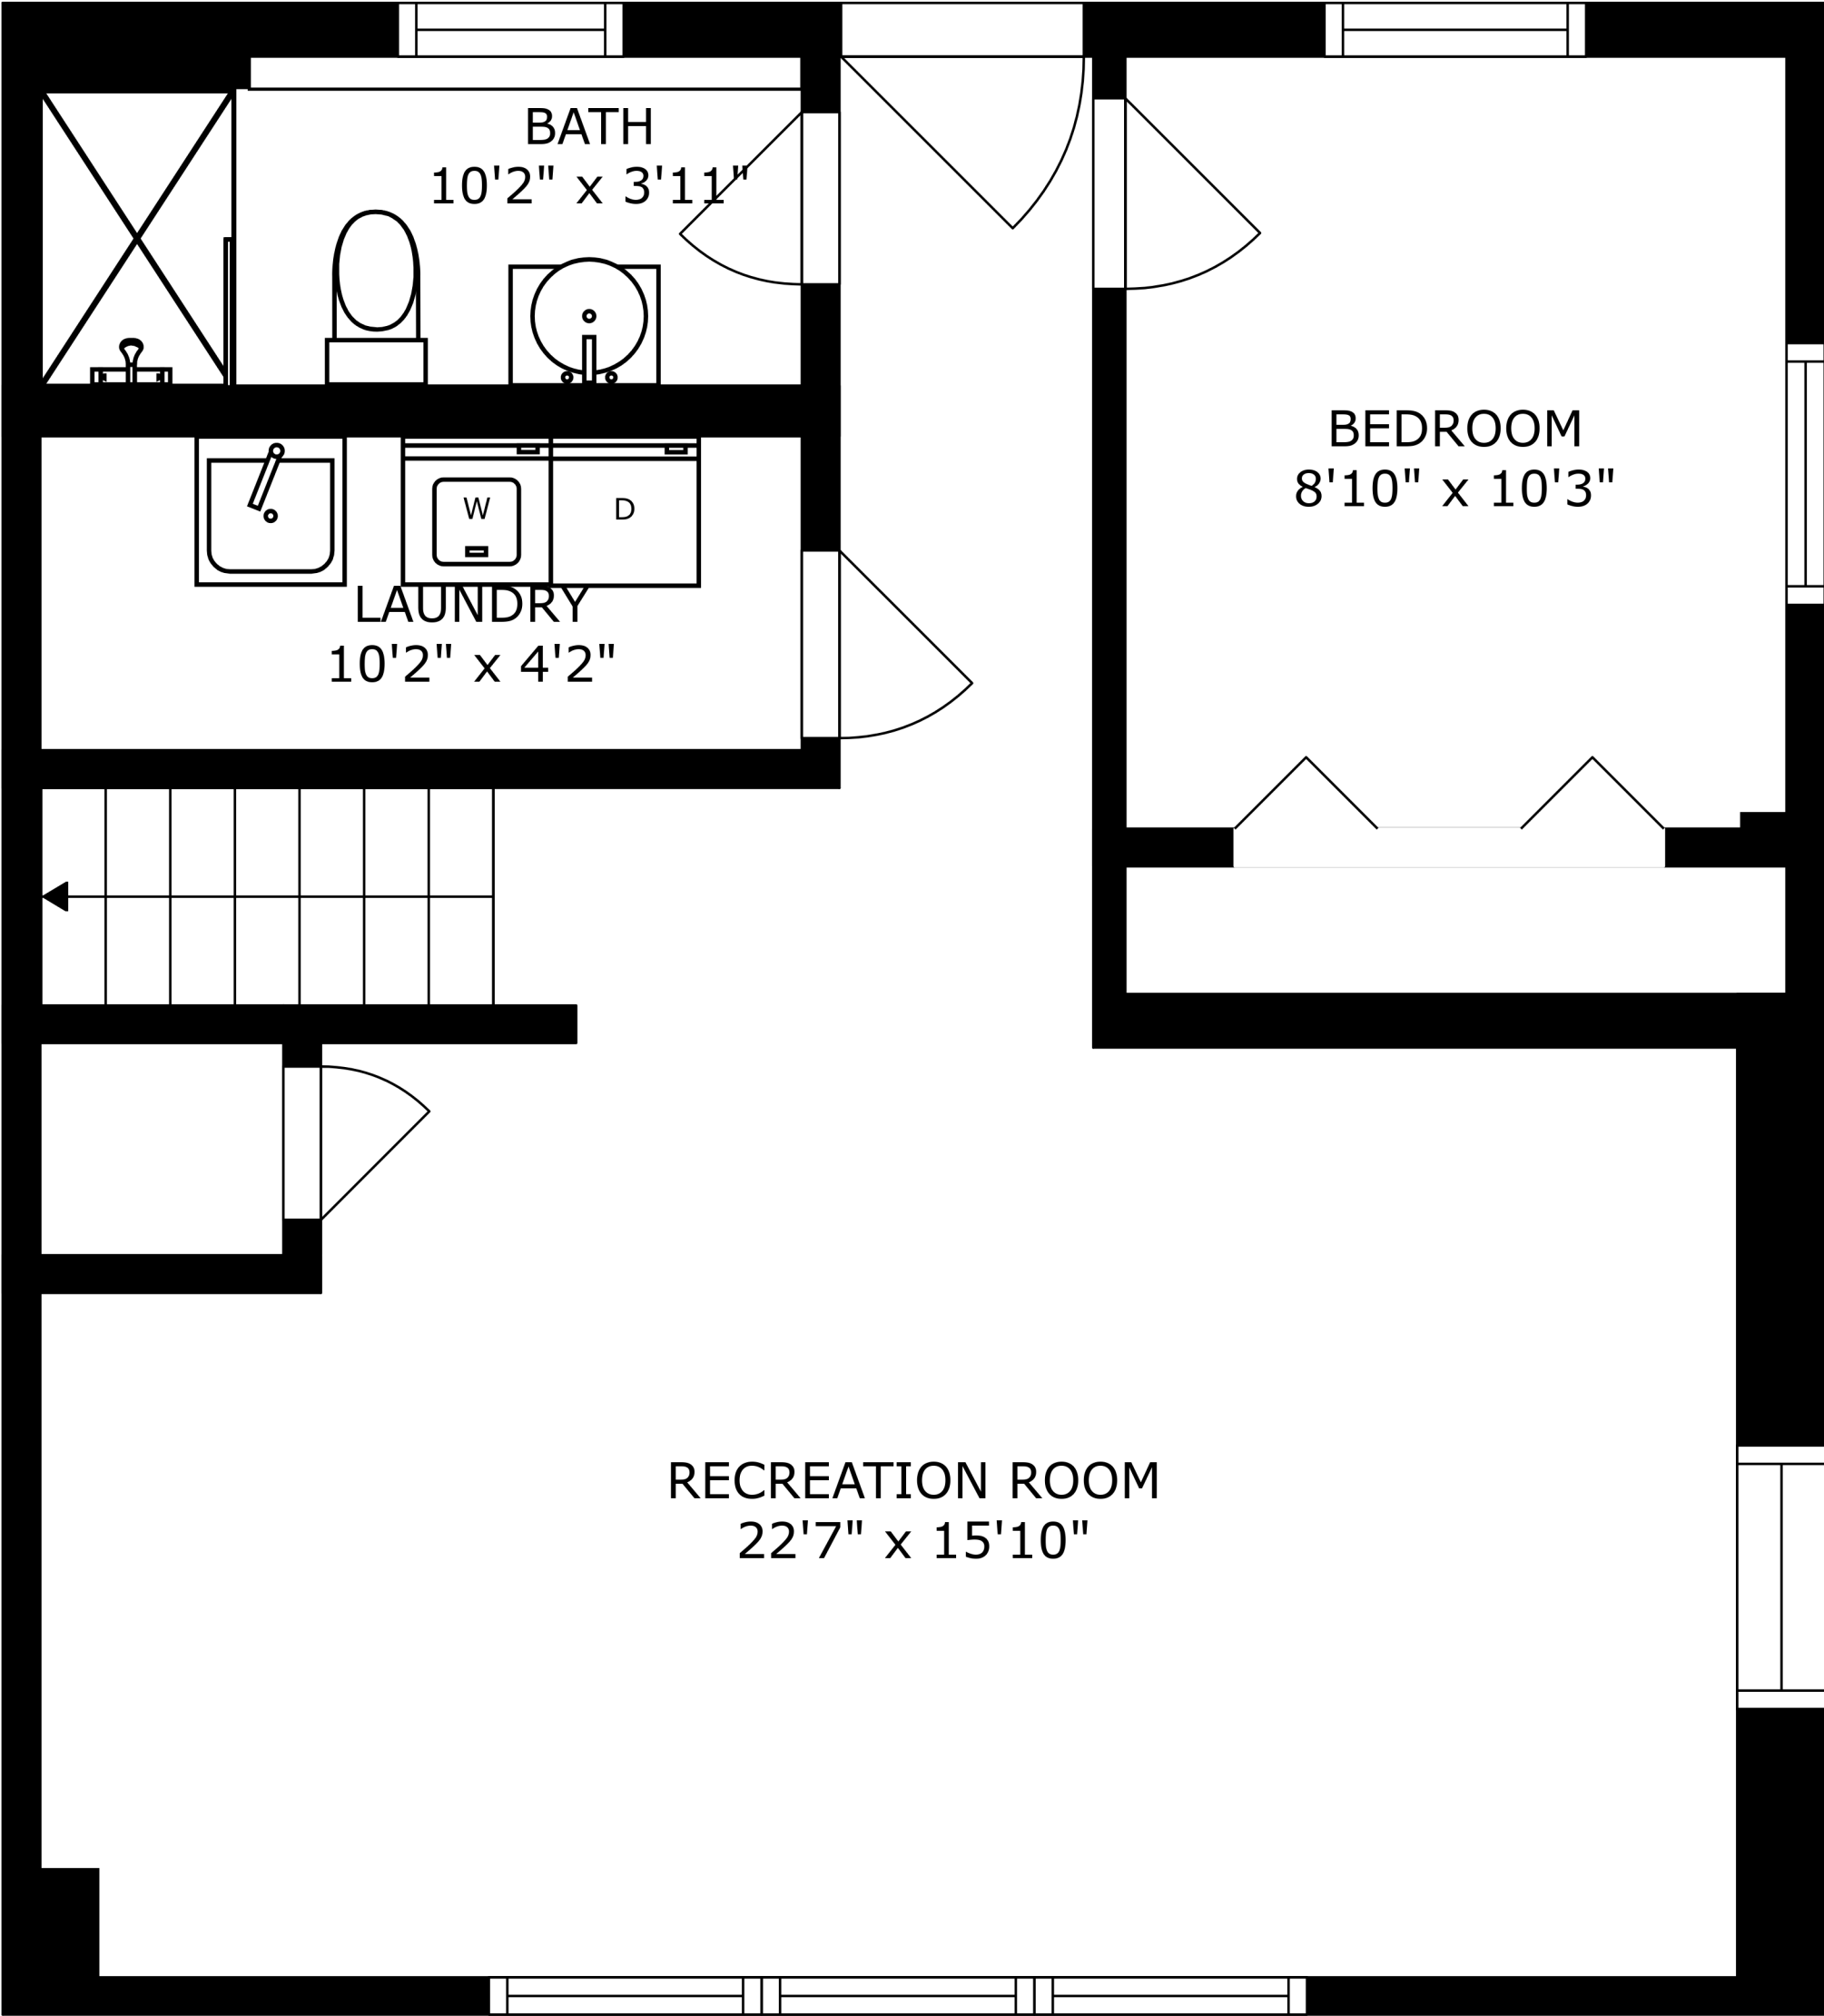 BATH
10'2" x 3'11"
BEDROOM
8'10" x 10'3"
W
D
LAUNDRY
10'2" x 4'2"
RECREATION ROOM
22'7" x 15'10"